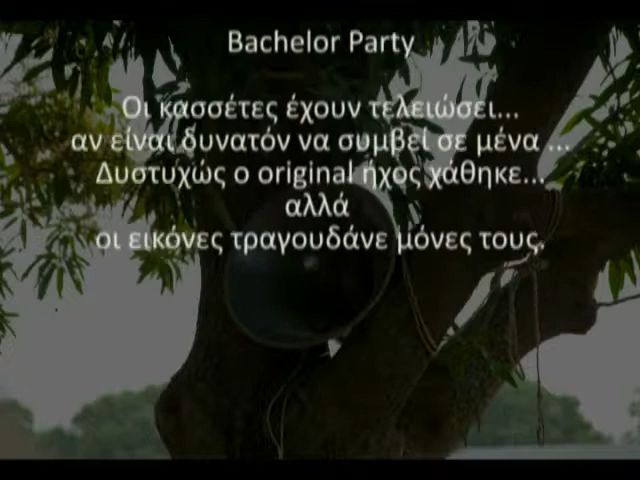 Bachelor Party
Οι κασσέτες έχουν τελειώσει...
αν είναι δυνατόν να συμβεί σε μένα ...
Δυστυχώς ο original ήχος χάθηκε...
αλλά
οι εικόνες τραγουδάνε μόνες τους.